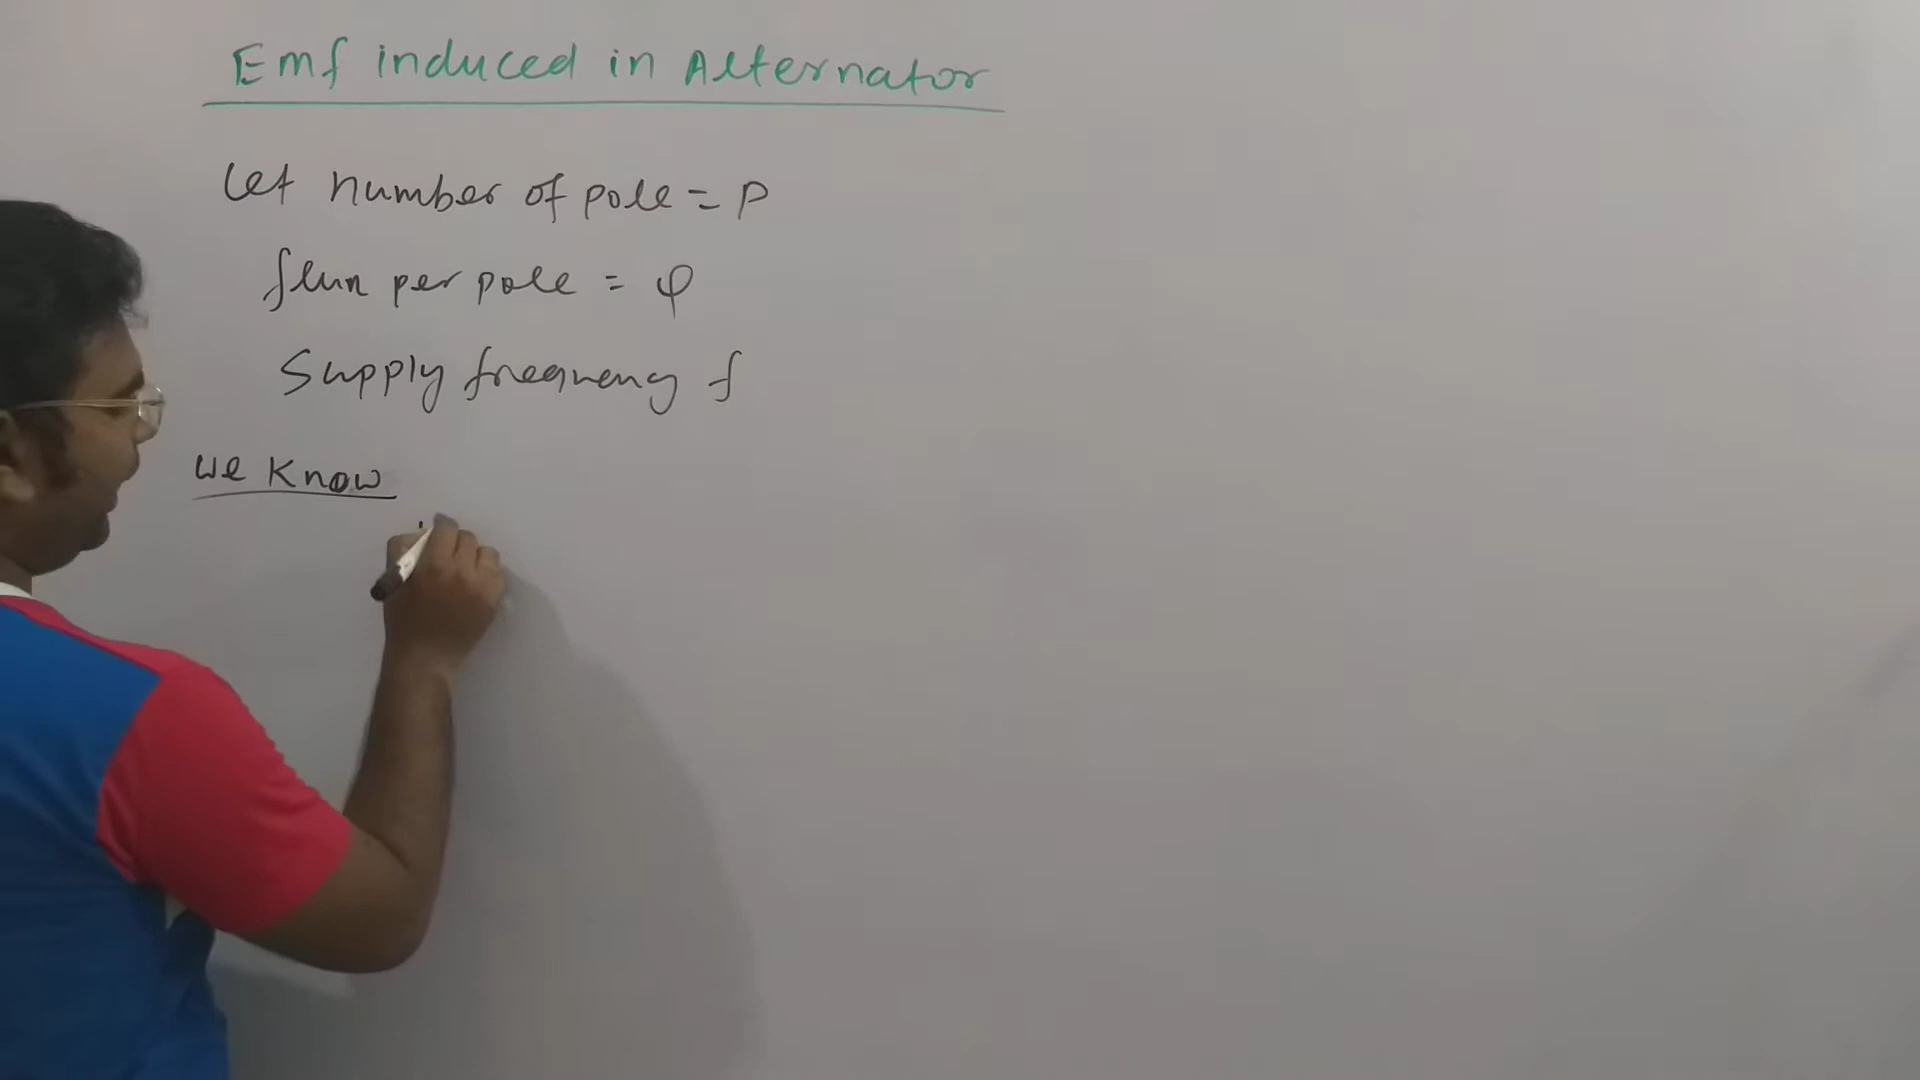 Emf induced in Alternator
Let number of pole = P
flux per pole = φ
Supply frequency f
We Know